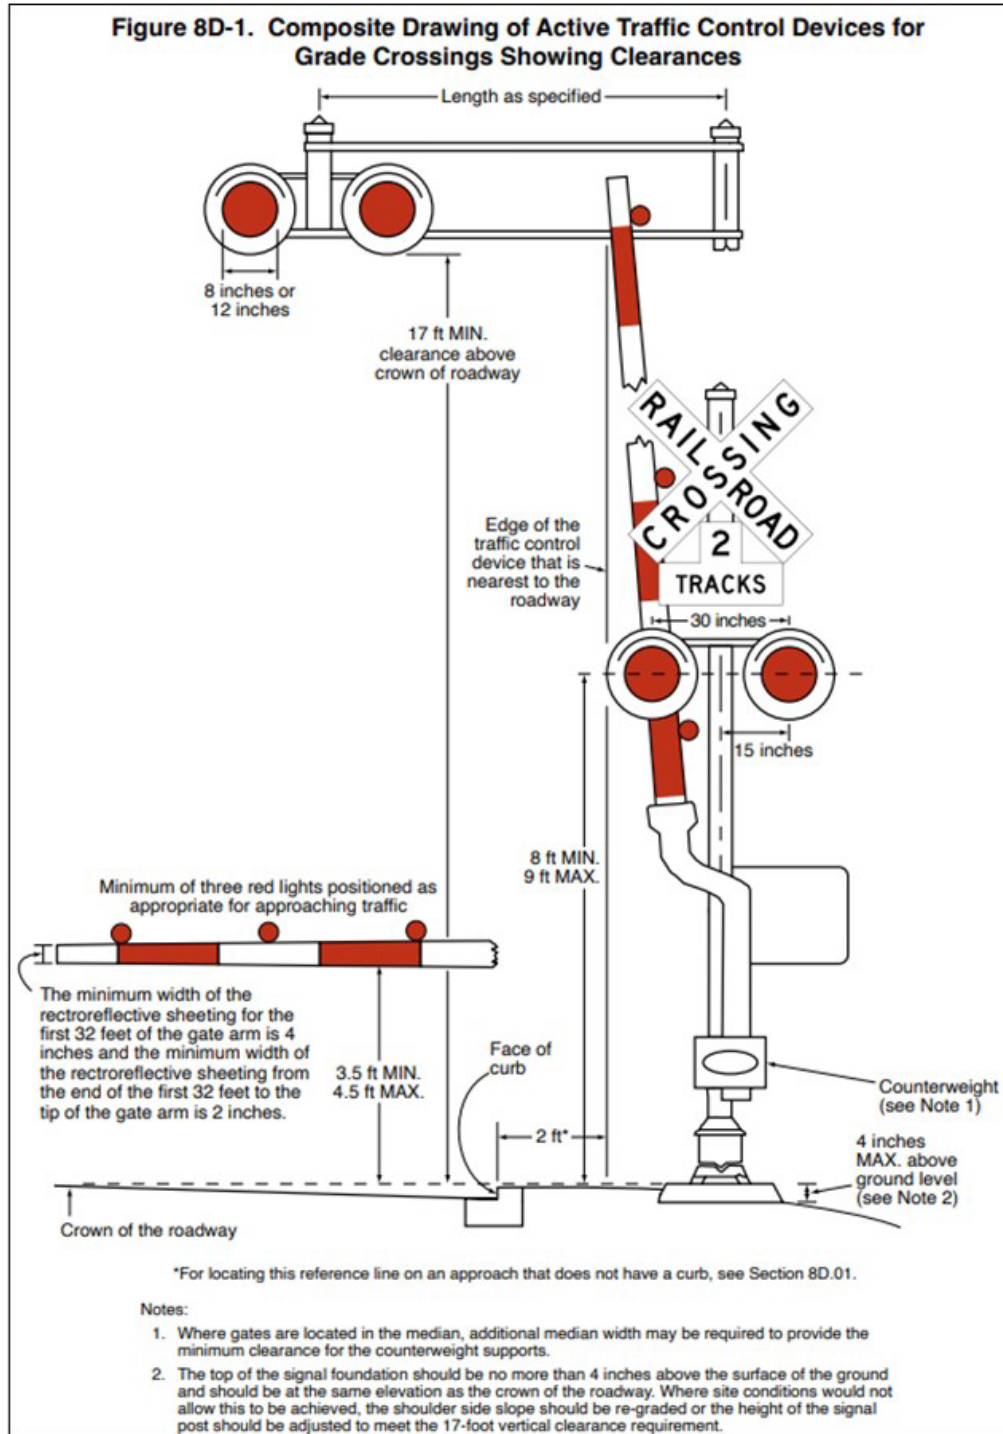 Figure 8D-1. Composite Drawing of Active Traffic Control Devices for
Grade Crossings Showing Clearances
Length as specified
8 inches or
12 inches
17 ft MIN.
clearance above
crown of roadway
RAILROAD
CROSSING
2
TRACKS
Edge of the
traffic control
device that is
nearest to the
roadway
30 inches
15 inches
8 ft MIN.
9 ft MAX.
Minimum of three red lights positioned as
appropriate for approaching traffic
The minimum width of the
rectroreflective sheeting for the
first 32 feet of the gate arm is 4
inches and the minimum width of
the rectroreflective sheeting from
the end of the first 32 feet to the
tip of the gate arm is 2 inches.
3.5 ft MIN.
4.5 ft MAX.
Face of
curb
Counterweight
(see Note 1)
2 ft*
4 inches
MAX. above
ground level
(see Note 2)
Crown of the roadway
*For locating this reference line on an approach that does not have a curb, see Section 8D.01.
Notes:
1. Where gates are located in the median, additional median width may be required to provide the
minimum clearance for the counterweight supports.
2. The top of the signal foundation should be no more than 4 inches above the surface of the ground
and should be at the same elevation as the crown of the roadway. Where site conditions would not
allow this to be achieved, the shoulder side slope should be re-graded or the height of the signal
post should be adjusted to meet the 17-foot vertical clearance requirement.